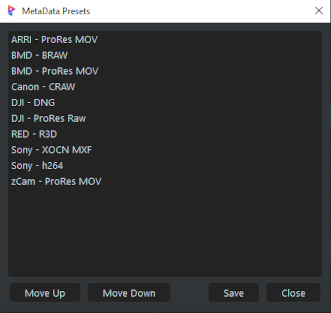 MetaData Presets
ARRI - ProRes MOV
BMD - BRAW
BMD - ProRes MOV
Canon - CRAW
DJI - DNG
DJI - ProRes Raw
RED - R3D
Sony - XOCN MXF
Sony - h264
zCam - ProRes MOV
Move Up Move Down Save Close